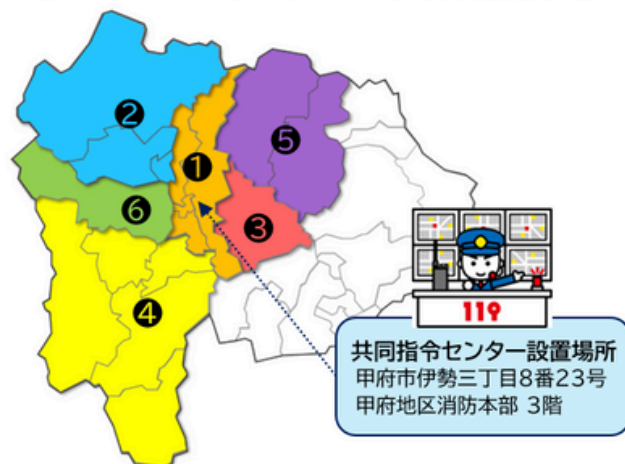 ❷
❺
❶
❻
❸
❹
119
共同指令センター設置場所
甲府市伊勢三丁目8番23号
甲府地区消防本部 3階